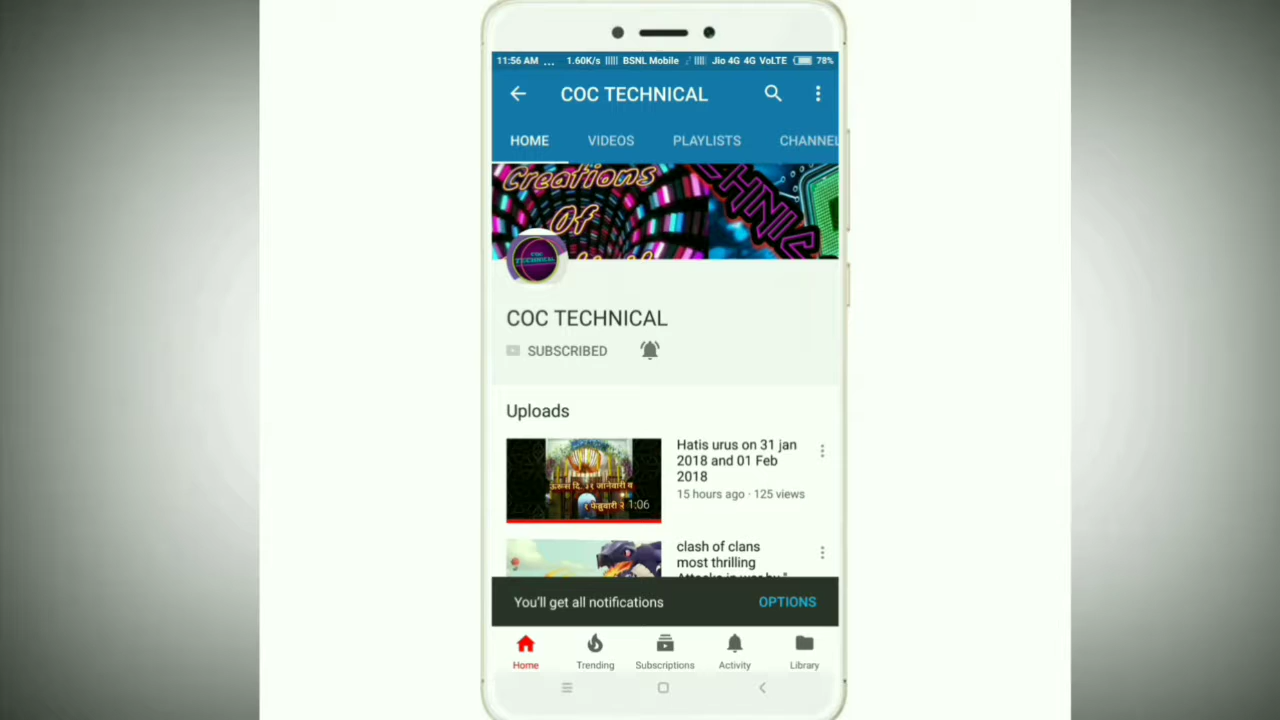 11:56 AM ... 1.60K/s BSNL Mobile Jio 4G 4G VoLTE 78%
COC TECHNICAL
HOME VIDEOS PLAYLISTS CHANNEL
Creations
Of
COC
TECHNICAL
COC TECHNICAL
SUBSCRIBED
Uploads
Hatis urus on 31 jan
2018 and 01 Feb
2018
15 hours ago · 125 views
1:06
clash of clans
most thrilling
You'll get all notifications OPTIONS
Home Trending Subscriptions Activity Library